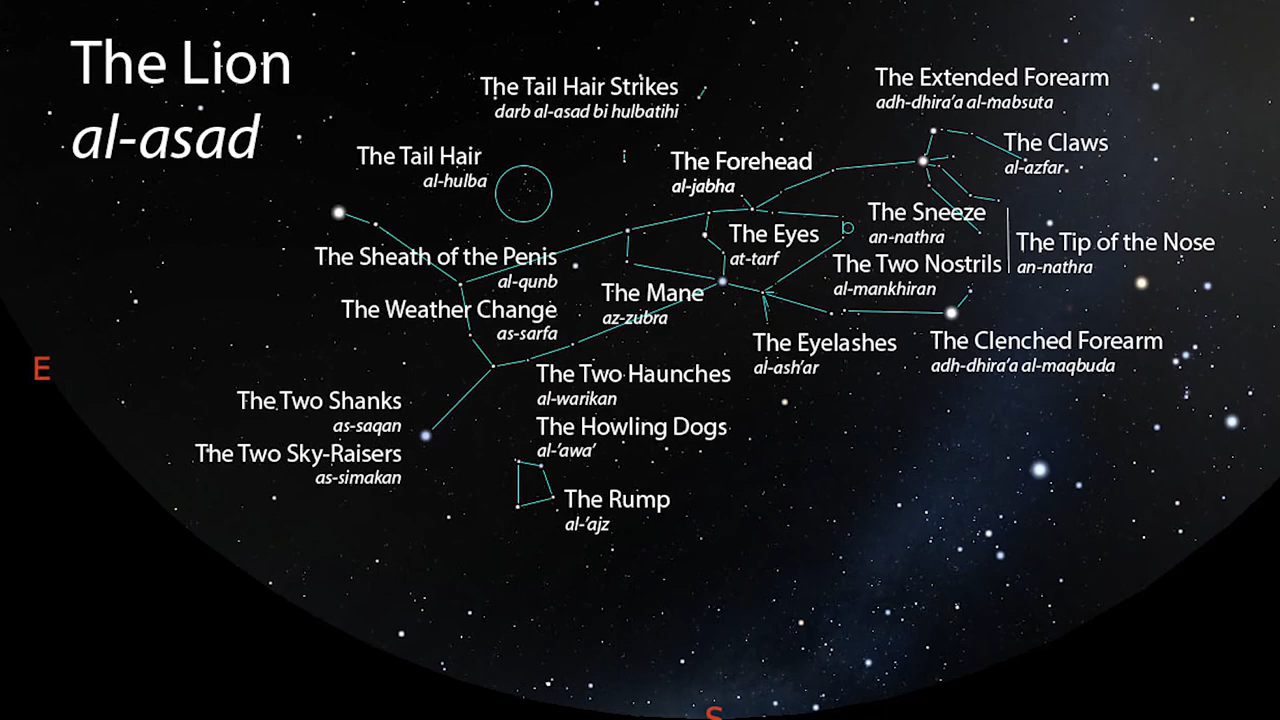 The Lion
al-asad
The Tail Hair Strikes
darb al-asad bi hulbatihi
The Extended Forearm
adh-dhira'a al-mabsuta
The Tail Hair
al-hulba
The Forehead
al-jabha
The Claws
al-azfar
The Sneeze
an-nathra
The Eyes
at-tarf
The Tip of the Nose
an-nathra
The Sheath of the Penis
al-qunb
The Two Nostrils
al-mankhiran
The Mane
az-zubra
The Weather Change
as-sarfa
The Eyelashes
al-ash'ar
The Clenched Forearm
adh-dhira'a al-maqbuda
E
The Two Haunches
al-warikan
The Two Shanks
as-saqan
The Howling Dogs
al-'awa'
The Two Sky-Raisers
as-simakan
The Rump
al-'ajz
S